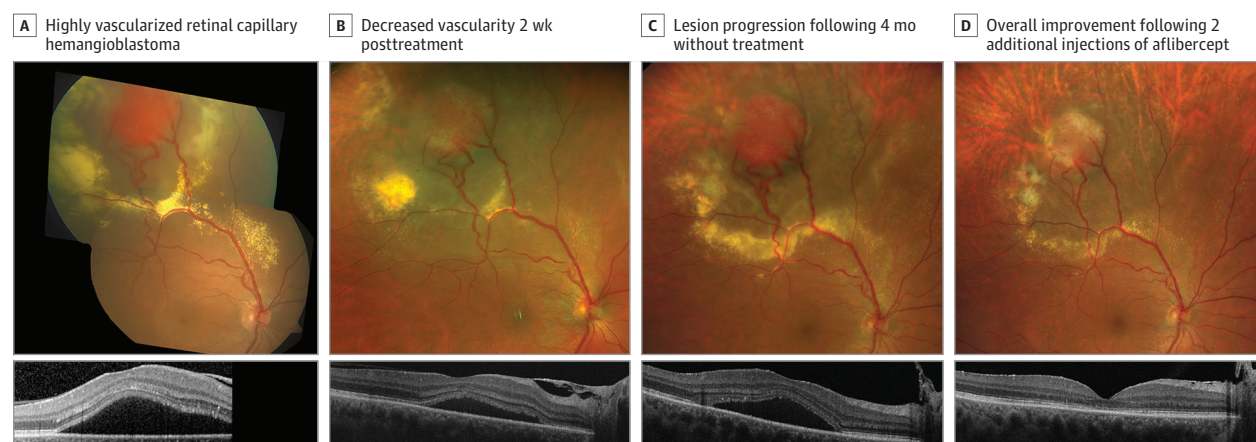 A Highly vascularized retinal capillary
hemangioblastoma
B Decreased vascularity 2 wk
posttreatment
C Lesion progression following 4 mo
without treatment
D Overall improvement following 2
additional injections of aflibercept